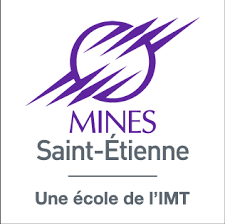 MINES
Saint-Étienne
Une école de l'IMT